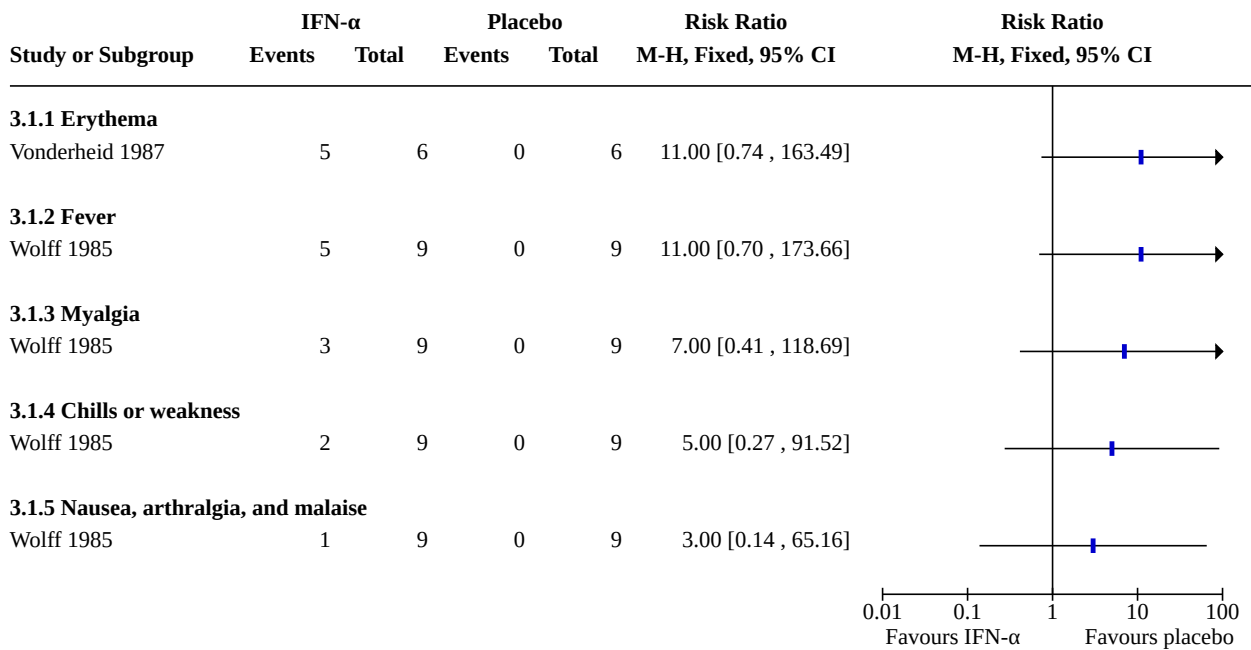 IFN-α Placebo Risk Ratio Risk Ratio
Study or Subgroup Events Total Events Total M-H, Fixed, 95% CI M-H, Fixed, 95% CI
3.1.1 Erythema
Vonderheid 1987 5 6 0 6 11.00 [0.74 , 163.49]
3.1.2 Fever
Wolff 1985 5 9 0 9 11.00 [0.70 , 173.66]
3.1.3 Myalgia
Wolff 1985 3 9 0 9 7.00 [0.41 , 118.69]
3.1.4 Chills or weakness
Wolff 1985 2 9 0 9 5.00 [0.27 , 91.52]
3.1.5 Nausea, arthralgia, and malaise
Wolff 1985 1 9 0 9 3.00 [0.14 , 65.16]
0.01 0.1 1 10 100
Favours IFN-α Favours placebo